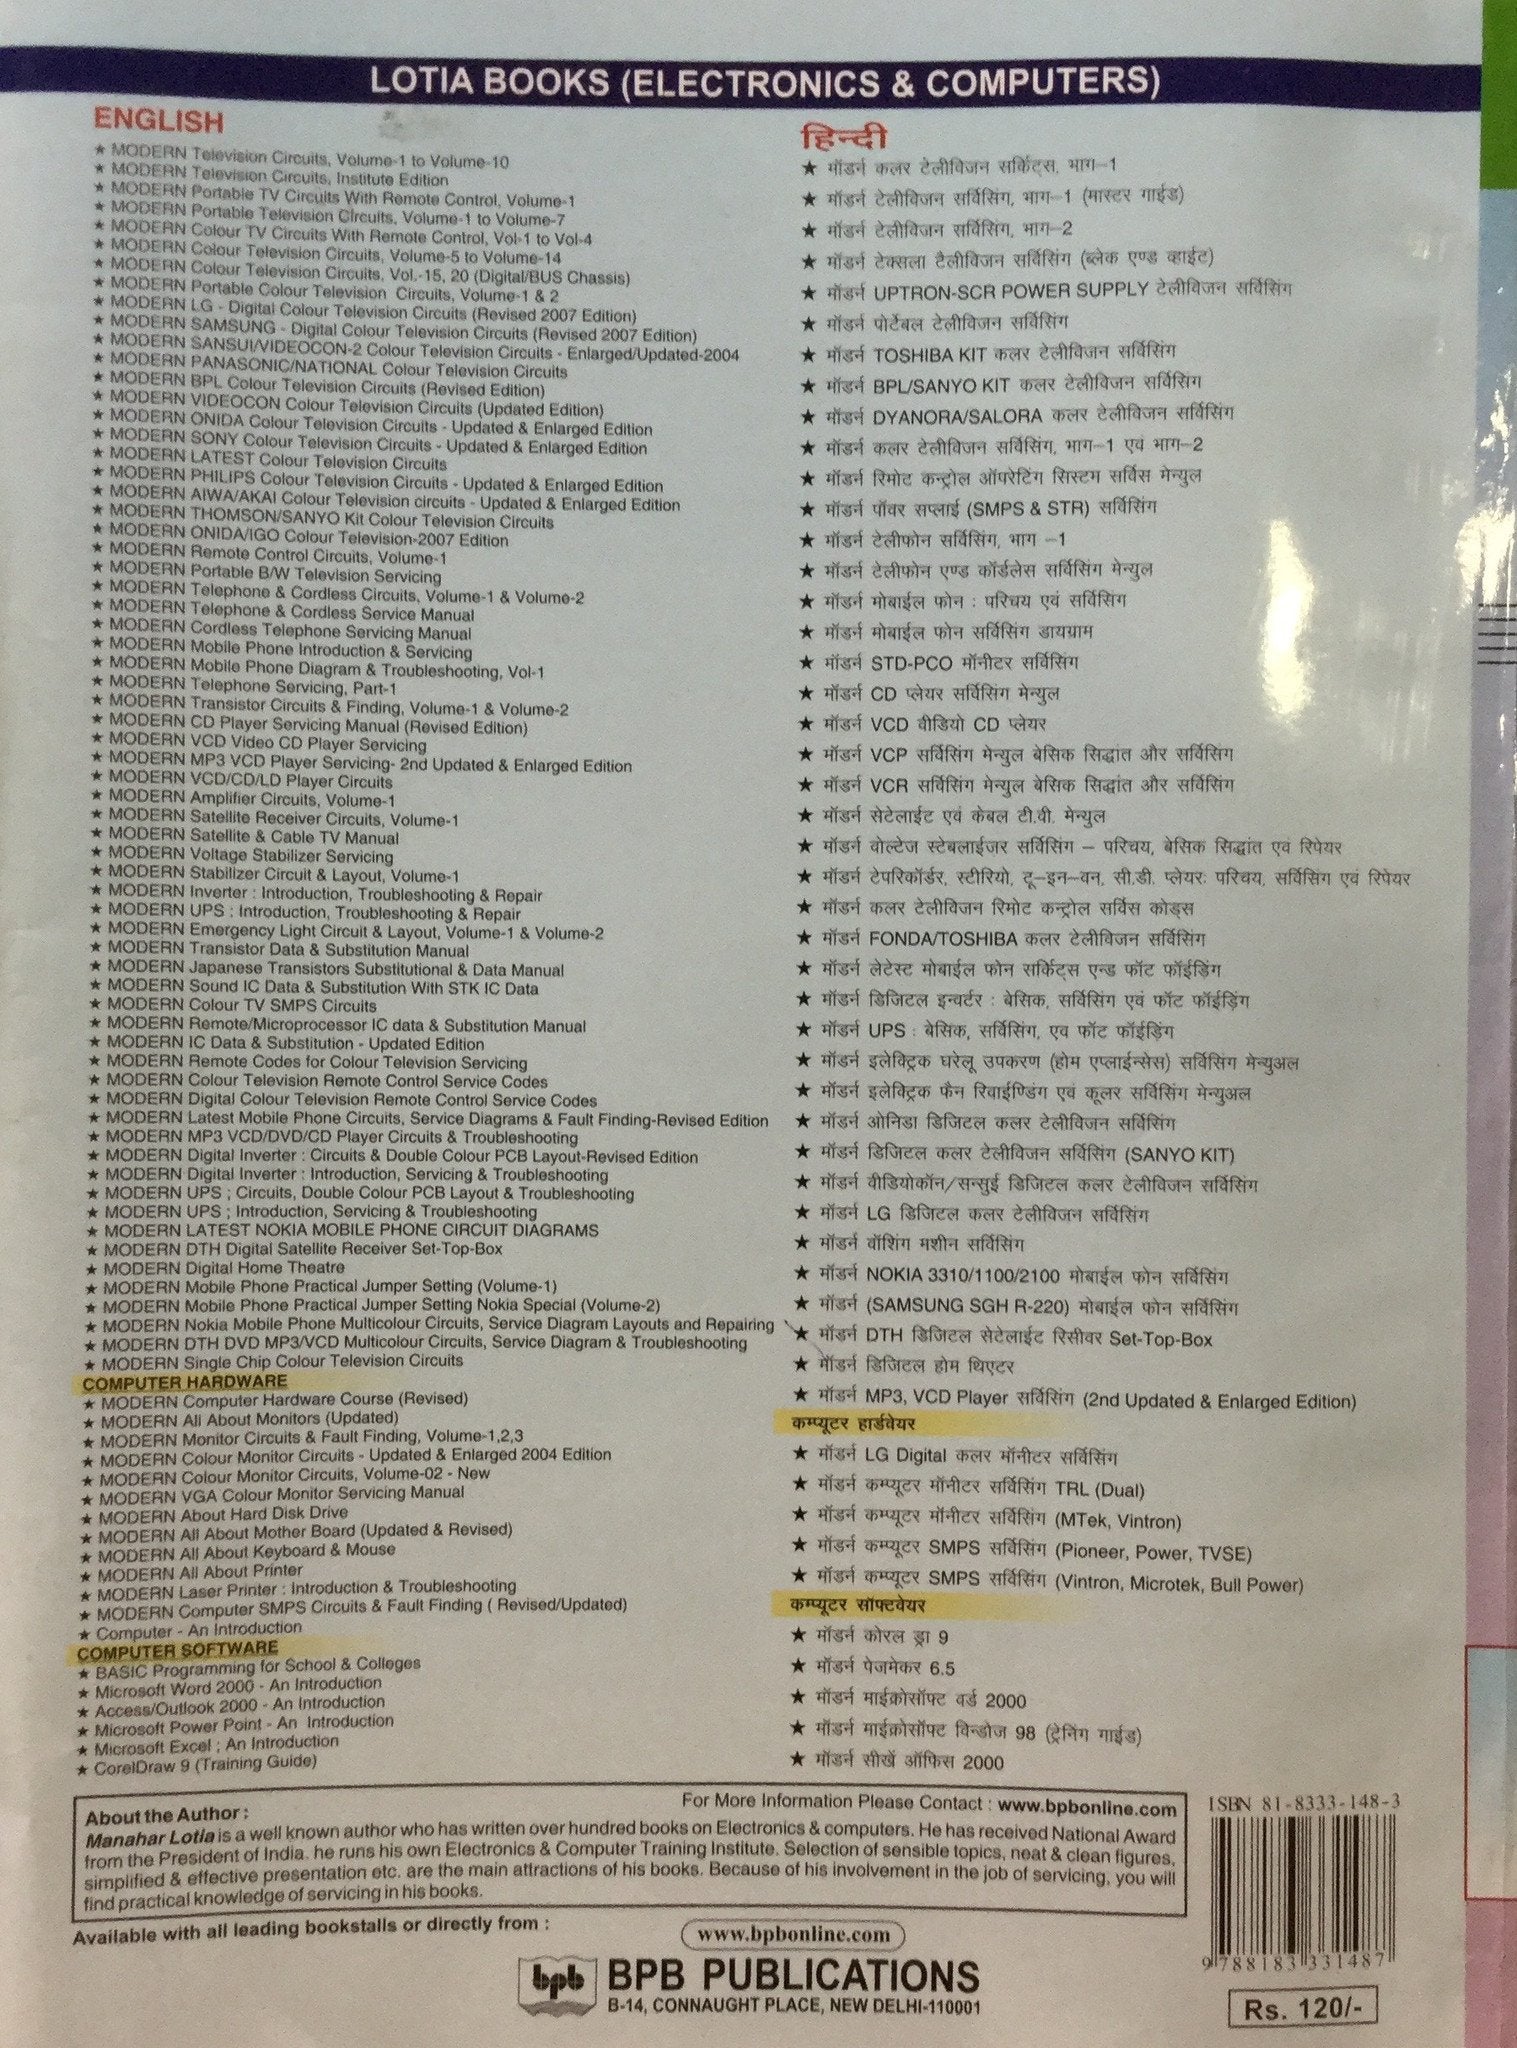 LOTIA BOOKS (ELECTRONICS & COMPUTERS)
ENGLISH
★ MODERN Television Circuits, Volume-1 to Volume-10
★ MODERN Television Circuits, Institute Edition
★ MODERN Portable TV Circuits With Remote Control, Volume-1
★ MODERN Portable Television Circuits, Volume-1 to Volume-7
★ MODERN Colour TV Circuits With Remote Control, Vol-1 to Vol-4
★ MODERN Colour Television Circuits, Volume-5 to Volume-14
★ MODERN Colour Television Circuits, Vol.-15, 20 (Digital/BUS Chassis)
★ MODERN Portable Colour Television Circuits, Volume-1 & 2
★ MODERN LG - Digital Colour Television Circuits (Revised 2007 Edition)
★ MODERN SAMSUNG - Digital Colour Television Circuits (Revised 2007 Edition)
★ MODERN SANSUI/VIDEOCON-2 Colour Television Circuits - Enlarged/Updated-2004
★ MODERN PANASONIC/NATIONAL Colour Television Circuits
★ MODERN BPL Colour Television Circuits (Revised Edition)
★ MODERN VIDEOCON Colour Television Circuits (Updated Edition)
★ MODERN ONIDA Colour Television Circuits - Updated & Enlarged Edition
★ MODERN SONY Colour Television Circuits - Updated & Enlarged Edition
★ MODERN LATEST Colour Television Circuits
★ MODERN PHILIPS Colour Television Circuits - Updated & Enlarged Edition
★ MODERN AIWA/AKAI Colour Television circuits - Updated & Enlarged Edition
★ MODERN THOMSON/SANYO Kit Colour Television Circuits
★ MODERN ONIDA/IGO Colour Television-2007 Edition
★ MODERN Remote Control Circuits, Volume-1
★ MODERN Portable B/W Television Servicing
★ MODERN Telephone & Cordless Circuits, Volume-1 & Volume-2
★ MODERN Telephone & Cordless Service Manual
★ MODERN Cordless Telephone Servicing Manual
★ MODERN Mobile Phone Introduction & Servicing
★ MODERN Mobile Phone Diagram & Troubleshooting, Vol-1
★ MODERN Telephone Servicing, Part-1
★ MODERN Transistor Circuits & Finding, Volume-1 & Volume-2
★ MODERN CD Player Servicing Manual (Revised Edition)
★ MODERN VCD Video CD Player Servicing
★ MODERN MP3 VCD Player Servicing- 2nd Updated & Enlarged Edition
★ MODERN VCD/CD/LD Player Circuits
★ MODERN Amplifier Circuits, Volume-1
★ MODERN Satellite Receiver Circuits, Volume-1
★ MODERN Satellite & Cable TV Manual
★ MODERN Voltage Stabilizer Servicing
★ MODERN Stabilizer Circuit & Layout, Volume-1
★ MODERN Inverter : Introduction, Troubleshooting & Repair
★ MODERN UPS : Introduction, Troubleshooting & Repair
★ MODERN Emergency Light Circuit & Layout, Volume-1 & Volume-2
★ MODERN Transistor Data & Substitution Manual
★ MODERN Japanese Transistors Substitutional & Data Manual
★ MODERN Sound IC Data & Substitution With STK IC Data
★ MODERN Colour TV SMPS Circuits
★ MODERN Remote/Microprocessor IC data & Substitution Manual
★ MODERN IC Data & Substitution - Updated Edition
★ MODERN Remote Codes for Colour Television Servicing
★ MODERN Colour Television Remote Control Service Codes
★ MODERN Digital Colour Television Remote Control Service Codes
★ MODERN Latest Mobile Phone Circuits, Service Diagrams & Fault Finding-Revised Edition
★ MODERN MP3 VCD/DVD/CD Player Circuits & Troubleshooting
★ MODERN Digital Inverter : Circuits & Double Colour PCB Layout-Revised Edition
★ MODERN Digital Inverter : Introduction, Servicing & Troubleshooting
★ MODERN UPS ; Circuits, Double Colour PCB Layout & Troubleshooting
★ MODERN UPS ; Introduction, Servicing & Troubleshooting
★ MODERN LATEST NOKIA MOBILE PHONE CIRCUIT DIAGRAMS
★ MODERN DTH Digital Satellite Receiver Set-Top-Box
★ MODERN Digital Home Theatre
★ MODERN Mobile Phone Practical Jumper Setting (Volume-1)
★ MODERN Mobile Phone Practical Jumper Setting Nokia Special (Volume-2)
★ MODERN Nokia Mobile Phone Multicolour Circuits, Service Diagram Layouts and Repairing
★ MODERN DTH DVD MP3/VCD Multicolour Circuits, Service Diagram & Troubleshooting
★ MODERN Single Chip Colour Television Circuits
COMPUTER HARDWARE
★ MODERN Computer Hardware Course (Revised)
★ MODERN All About Monitors (Updated)
★ MODERN Monitor Circuits & Fault Finding, Volume-1,2,3
★ MODERN Colour Monitor Circuits - Updated & Enlarged 2004 Edition
★ MODERN Colour Monitor Circuits, Volume-02 - New
★ MODERN VGA Colour Monitor Servicing Manual
★ MODERN About Hard Disk Drive
★ MODERN All About Mother Board (Updated & Revised)
★ MODERN All About Keyboard & Mouse
★ MODERN All About Printer
★ MODERN Laser Printer : Introduction & Troubleshooting
★ MODERN Computer SMPS Circuits & Fault Finding ( Revised/Updated)
★ Computer - An Introduction
COMPUTER SOFTWARE
★ BASIC Programming for School & Colleges
★ Microsoft Word 2000 - An Introduction
★ Access/Outlook 2000 - An Introduction
★ Microsoft Power Point - An Introduction
★ Microsoft Excel ; An Introduction
★ CorelDraw 9 (Training Guide)
हिन्दी
★ मॉडर्न कलर टेलीविजन सर्किट्स, भाग–1
★ मॉडर्न टेलीविजन सर्विसिंग, भाग–1 (मास्टर गाईड)
★ मॉडर्न टेलीविजन सर्विसिंग, भाग–2
★ मॉडर्न टेक्सला टैलीविजन सर्विसिंग (ब्लेक एण्ड व्हाईट)
★ मॉडर्न UPTRON-SCR POWER SUPPLY टेलीविजन सर्विसिंग
★ मॉडर्न पोर्टेबल टेलीविजन सर्विसिंग
★ मॉडर्न TOSHIBA KIT कलर टेलीविजन सर्विसिंग
★ मॉडर्न BPL/SANYO KIT कलर टेलीविजन सर्विसिंग
★ मॉडर्न DYANORA/SALORA कलर टेलीविजन सर्विसिंग
★ मॉडर्न कलर टेलीविजन सर्विसिंग, भाग–1 एवं भाग–2
★ मॉडर्न रिमोट कन्ट्रोल ऑपरेटिंग सिस्टम सर्विस मेन्युल
★ मॉडर्न पॉवर सप्लाई (SMPS & STR) सर्विसिंग
★ मॉडर्न टेलीफोन सर्विसिंग, भाग –1
★ मॉडर्न टेलीफोन एण्ड कॉर्डलेस सर्विसिंग मेन्युल
★ मॉडर्न मोबाईल फोन : परिचय एवं सर्विसिंग
★ मॉडर्न मोबाईल फोन सर्विसिंग डायग्राम
★ मॉडर्न STD-PCO मॉनीटर सर्विसिंग
★ मॉडर्न CD प्लेयर सर्विसिंग मेन्युल
★ मॉडर्न VCD वीडियो CD प्लेयर
★ मॉडर्न VCP सर्विसिंग मेन्युल बेसिक सिद्धांत और सर्विसिंग
★ मॉडर्न VCR सर्विसिंग मेन्युल बेसिक सिद्धांत और सर्विसिंग
★ मॉडर्न सेटेलाईट एवं केबल टी.वी. मेन्युल
★ मॉडर्न वोल्टेज स्टेबलाईजर सर्विसिंग – परिचय, बेसिक सिद्धांत एवं रिपेयर
★ मॉडर्न टेपरिकॉर्डर, स्टीरियो, टू–इन–वन, सी.डी. प्लेयर: परिचय, सर्विसिंग एवं रिपेयर
★ मॉडर्न कलर टेलीविजन रिमोट कन्ट्रोल सर्विस कोड्स
★ मॉडर्न FONDA/TOSHIBA कलर टेलीविजन सर्विसिंग
★ मॉडर्न लेटेस्ट मोबाईल फोन सर्किट्स एन्ड फॉट फॉईडिंग
★ मॉडर्न डिजिटल इन्वर्टर : बेसिक, सर्विसिंग एवं फॉट फॉईड़िंग
★ मॉडर्न UPS : बेसिक, सर्विसिंग, एव फॉट फॉईड़िंग
★ मॉडर्न इलेक्ट्रिक घरेलू उपकरण (होम एप्लाईन्सेस) सर्विसिंग मेन्युअल
★ मॉडर्न इलेक्ट्रिक फैन रिवाईण्डिंग एवं कूलर सर्विसिंग मेन्युअल
★ मॉडर्न ओनिडा डिजिटल कलर टेलीविजन सर्विसिंग
★ मॉडर्न डिजिटल कलर टेलीविजन सर्विसिंग (SANYO KIT)
★ मॉडर्न वीडियोकॉन/सन्सुई डिजिटल कलर टेलीविजन सर्विसिंग
★ मॉडर्न LG डिजिटल कलर टेलीविजन सर्विसिंग
★ मॉडर्न वॉशिंग मशीन सर्विसिंग
★ मॉडर्न NOKIA 3310/1100/2100 मोबाईल फोन सर्विसिंग
★ मॉडर्न (SAMSUNG SGH R-220) मोबाईल फोन सर्विसिंग
★ मॉडर्न DTH डिजिटल सेटेलाईट रिसीवर Set-Top-Box
★ मॉडर्न डिजिटल होम थिएटर
★ मॉडर्न MP3, VCD Player सर्विसिंग (2nd Updated & Enlarged Edition)
कम्प्यूटर हार्डवेयर
★ मॉडर्न LG Digital कलर मॉनीटर सर्विसिंग
★ मॉडर्न कम्प्यूटर मॉनीटर सर्विसिंग TRL (Dual)
★ मॉडर्न कम्प्यूटर मॉनीटर सर्विसिंग (MTek, Vintron)
★ मॉडर्न कम्प्यूटर SMPS सर्विसिंग (Pioneer, Power, TVSE)
★ मॉडर्न कम्प्यूटर SMPS सर्विसिंग (Vintron, Microtek, Bull Power)
कम्प्यूटर सॉफ्टवेयर
★ मॉडर्न कोरल ड्रा 9
★ मॉडर्न पेजमेकर 6.5
★ मॉडर्न माईक्रोसॉफ्ट वर्ड 2000
★ मॉडर्न माईक्रोसॉफ्ट विन्डोज 98 (ट्रेनिंग गाईड)
★ मॉडर्न सीखें ऑफिस 2000
For More Information Please Contact : www.bpbonline.com
About the Author :
Manahar Lotia is a well known author who has written over hundred books on Electronics & computers. He has received National Award
from the President of India. he runs his own Electronics & Computer Training Institute. Selection of sensible topics, neat & clean figures,
simplified & effective presentation etc. are the main attractions of his books. Because of his involvement in the job of servicing, you will
find practical knowledge of servicing in his books.
ISBN 81-8333-148-3
9 788183 331487
Rs. 120/-
Available with all leading bookstalls or directly from :
www.bpbonline.com
bpb BPB PUBLICATIONS
B-14, CONNAUGHT PLACE, NEW DELHI-110001